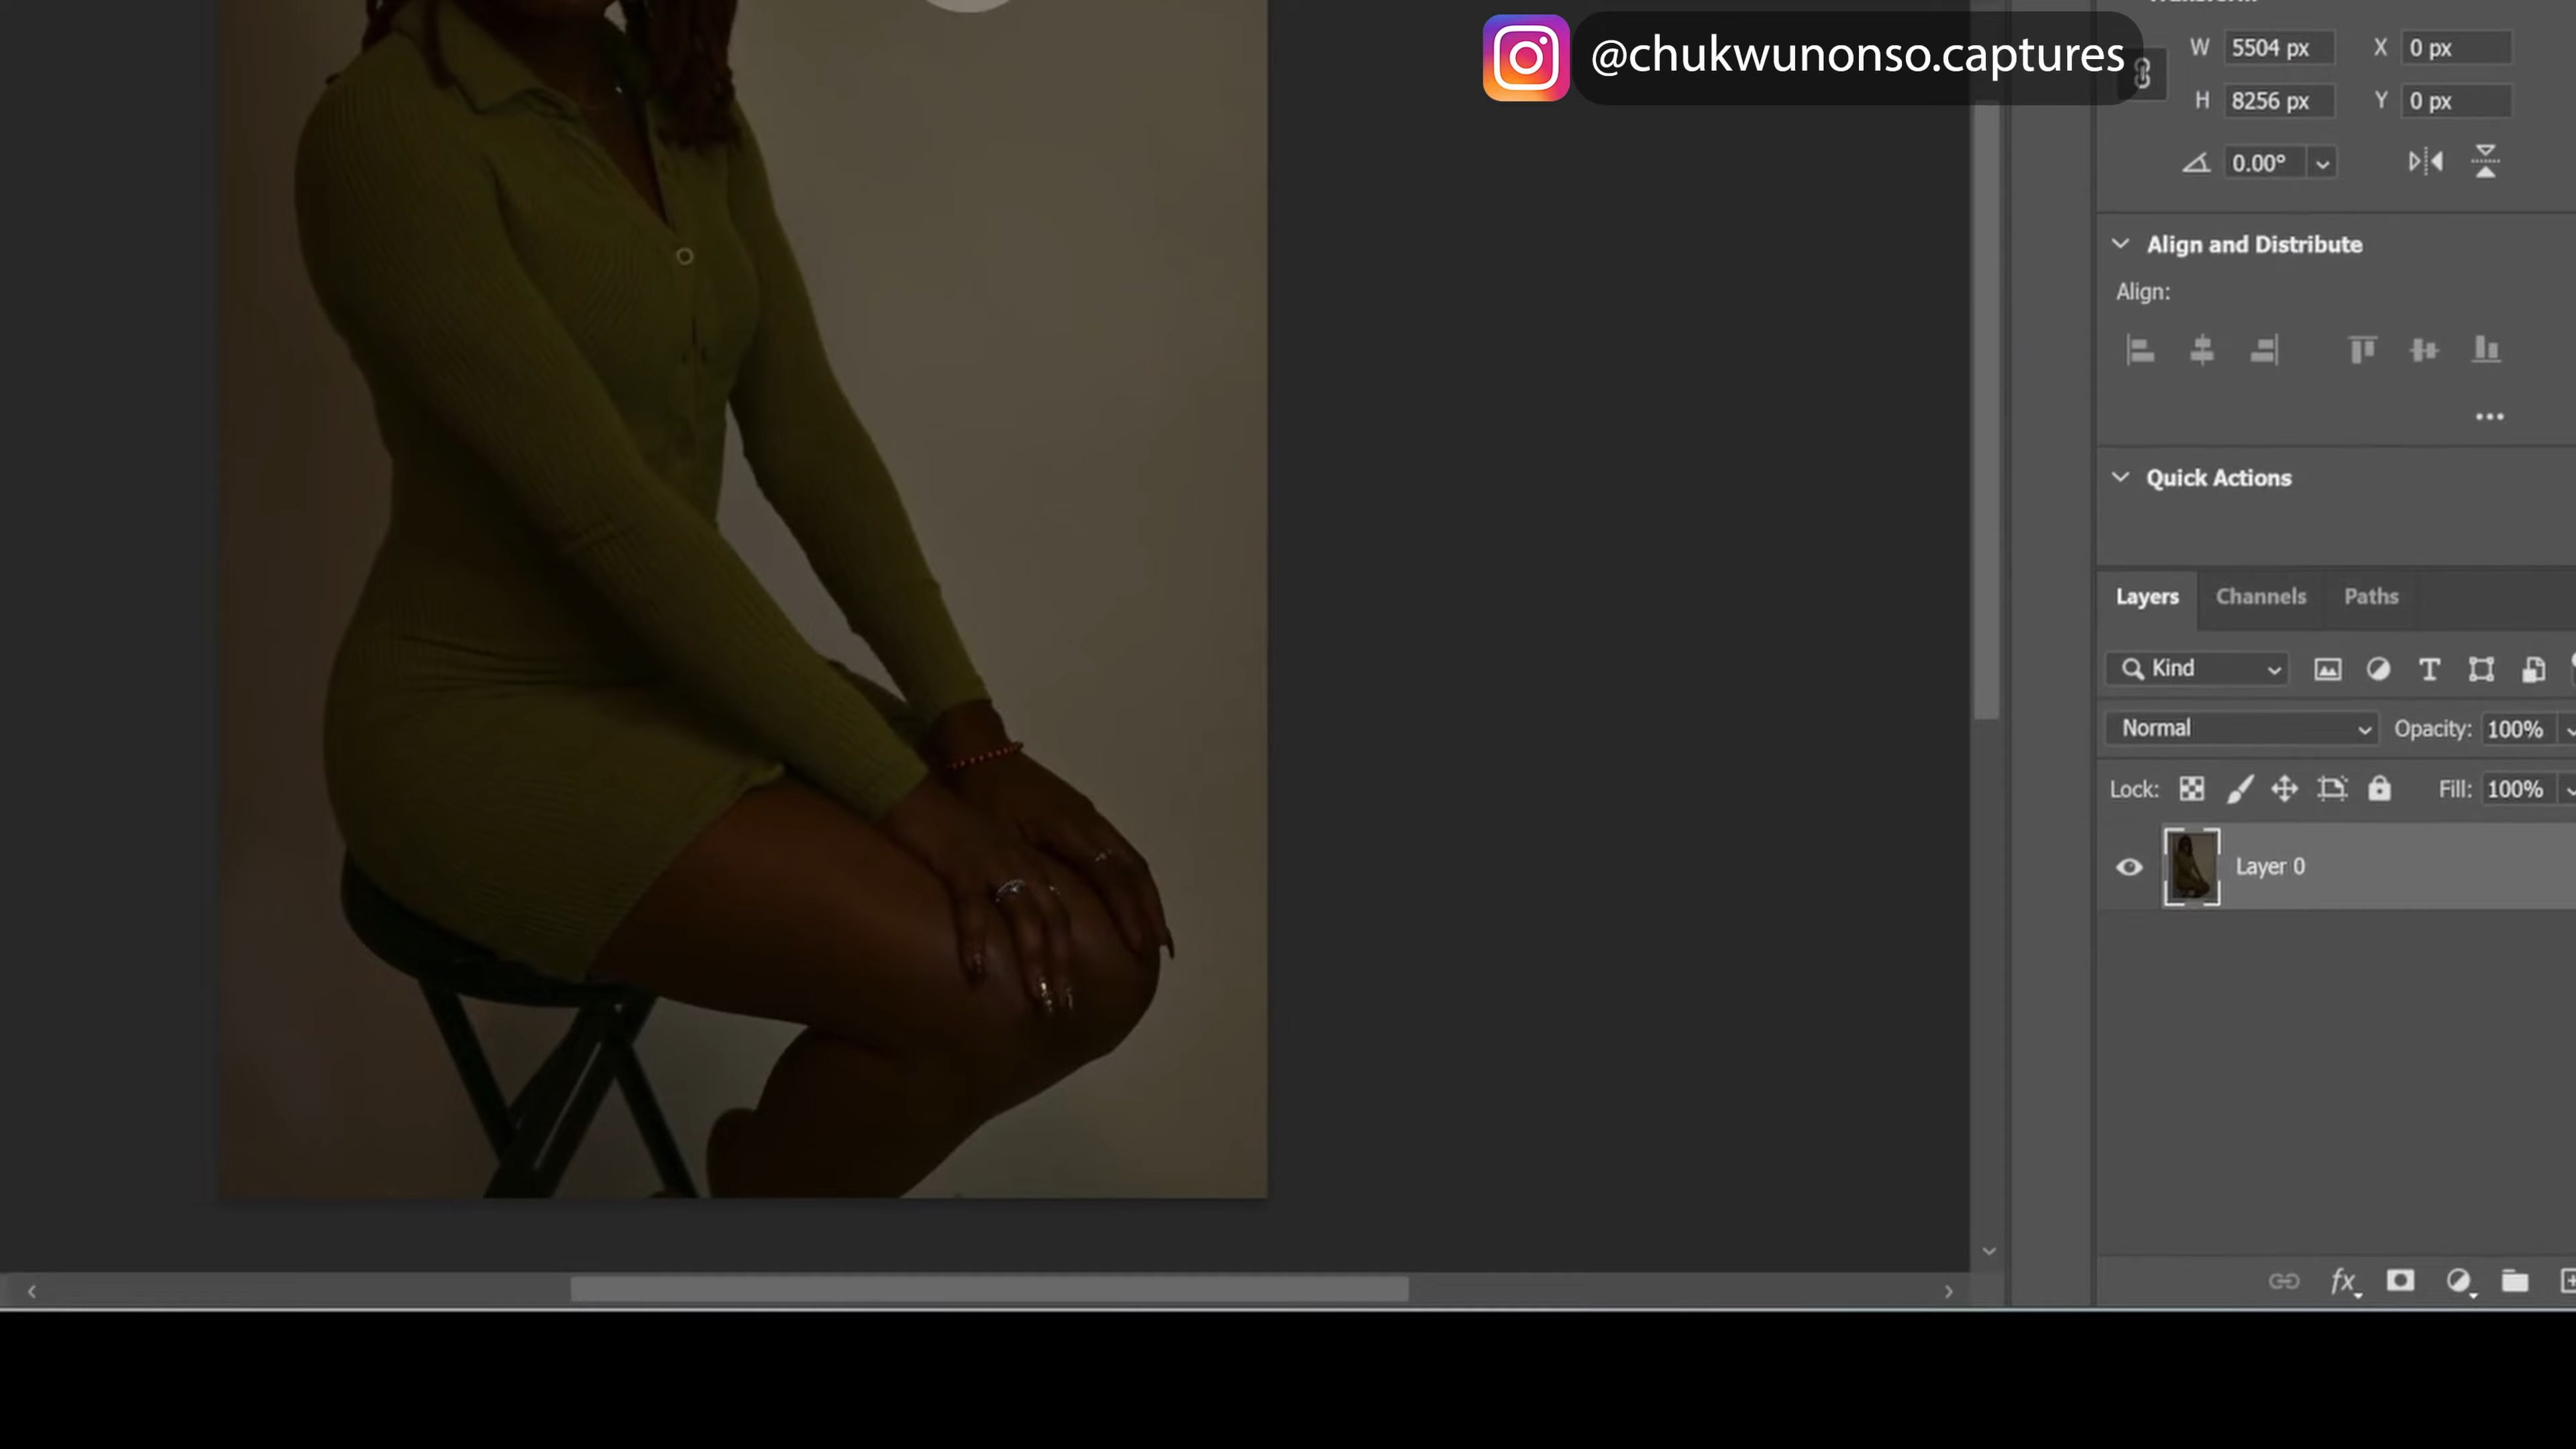 @chukwunonso.captures
W 5504 px X 0 px
H 8256 px Y 0 px
0.00°
Align and Distribute
Align:
Quick Actions
Layers Channels Paths
Kind
Normal Opacity: 100%
Lock: Fill: 100%
Layer 0
fx